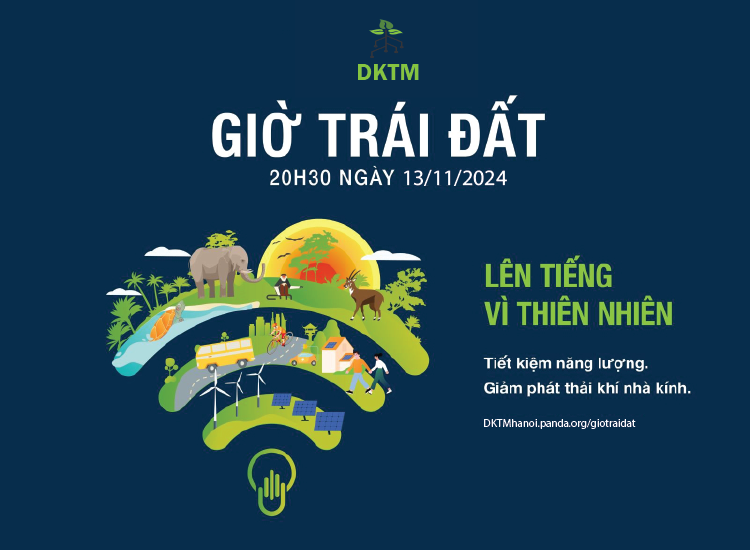 DKTM
GIỜ TRÁI ĐẤT
20H30 NGÀY 13/11/2024
LÊN TIẾNG
VÌ THIÊN NHIÊN
Tiết kiệm năng lượng.
Giảm phát thải khí nhà kính.
DKTMhanoi.panda.org/giotraidat